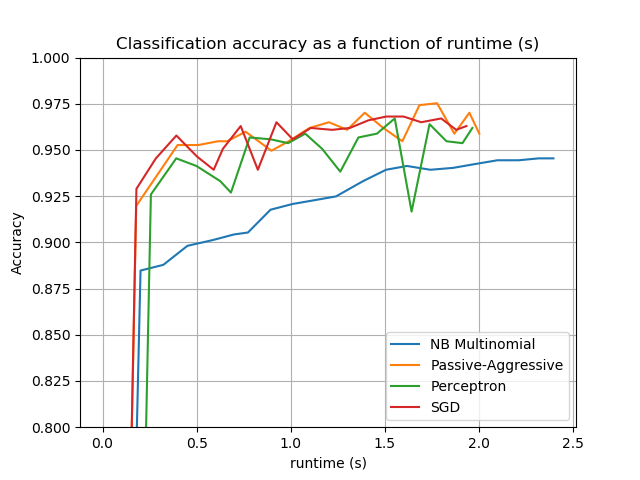 Classification accuracy as a function of runtime (s)
1.000
0.975
0.950
0.925
0.900
0.875
0.850
0.825
0.800
Accuracy
NB Multinomial
Passive-Aggressive
Perceptron
SGD
0.0 0.5 1.0 1.5 2.0 2.5
runtime (s)